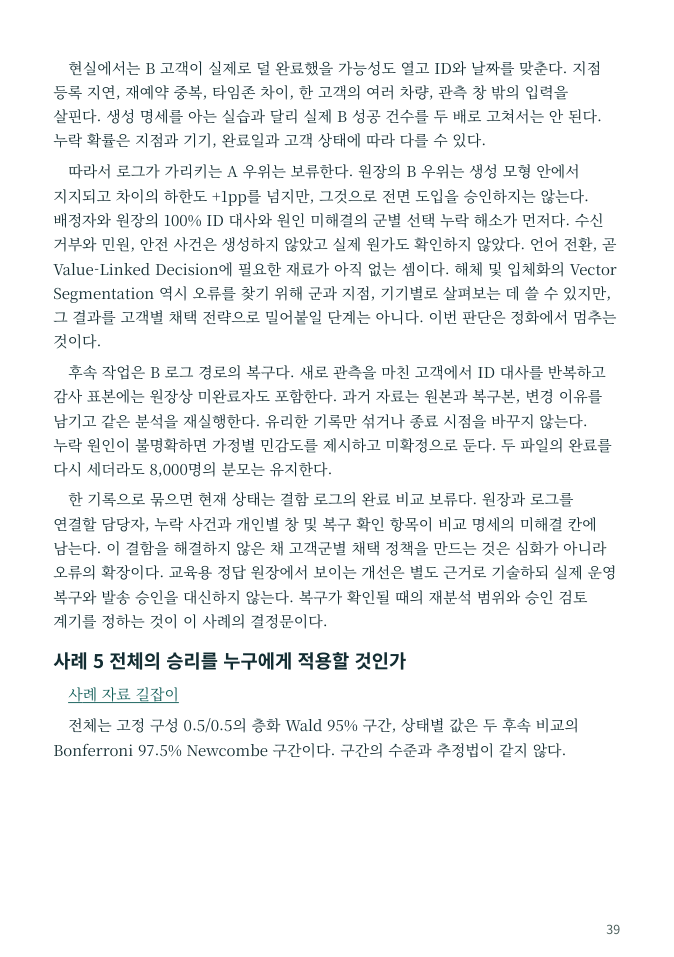 현실에서는 B 고객이 실제로 덜 완료했을 가능성도 열고 ID와 날짜를 맞춘다. 지점
등록 지연, 재예약 중복, 타임존 차이, 한 고객의 여러 차량, 관측 창 밖의 입력을
살핀다. 생성 명세를 아는 실습과 달리 실제 B 성공 건수를 두 배로 고쳐서는 안 된다.
누락 확률은 지점과 기기, 완료일과 고객 상태에 따라 다를 수 있다.
따라서 로그가 가리키는 A 우위는 보류한다. 원장의 B 우위는 생성 모형 안에서
지지되고 차이의 하한도 +1pp를 넘지만, 그것으로 전면 도입을 승인하지는 않는다.
배정자와 원장의 100% ID 대사와 원인 미해결의 군별 선택 누락 해소가 먼저다. 수신
거부와 민원, 안전 사건은 생성하지 않았고 실제 원가도 확인하지 않았다. 언어 전환, 곧
Value-Linked Decision에 필요한 재료가 아직 없는 셈이다. 해체 및 입체화의 Vector
Segmentation 역시 오류를 찾기 위해 군과 지점, 기기별로 살펴보는 데 쓸 수 있지만,
그 결과를 고객별 채택 전략으로 밀어붙일 단계는 아니다. 이번 판단은 정화에서 멈추는
것이다.
후속 작업은 B 로그 경로의 복구다. 새로 관측을 마친 고객에서 ID 대사를 반복하고
감사 표본에는 원장상 미완료자도 포함한다. 과거 자료는 원본과 복구본, 변경 이유를
남기고 같은 분석을 재실행한다. 유리한 기록만 섞거나 종료 시점을 바꾸지 않는다.
누락 원인이 불명확하면 가정별 민감도를 제시하고 미확정으로 둔다. 두 파일의 완료를
다시 세더라도 8,000명의 분모는 유지한다.
한 기록으로 묶으면 현재 상태는 결함 로그의 완료 비교 보류다. 원장과 로그를
연결할 담당자, 누락 사건과 개인별 창 및 복구 확인 항목이 비교 명세의 미해결 칸에
남는다. 이 결함을 해결하지 않은 채 고객군별 채택 정책을 만드는 것은 심화가 아니라
오류의 확장이다. 교육용 정답 원장에서 보이는 개선은 별도 근거로 기술하되 실제 운영
복구와 발송 승인을 대신하지 않는다. 복구가 확인될 때의 재분석 범위와 승인 검토
계기를 정하는 것이 이 사례의 결정문이다.
사례 5 전체의 승리를 누구에게 적용할 것인가
사례 자료 길잡이
전체는 고정 구성 0.5/0.5의 층화 Wald 95% 구간, 상태별 값은 두 후속 비교의
Bonferroni 97.5% Newcombe 구간이다. 구간의 수준과 추정법이 같지 않다.
39